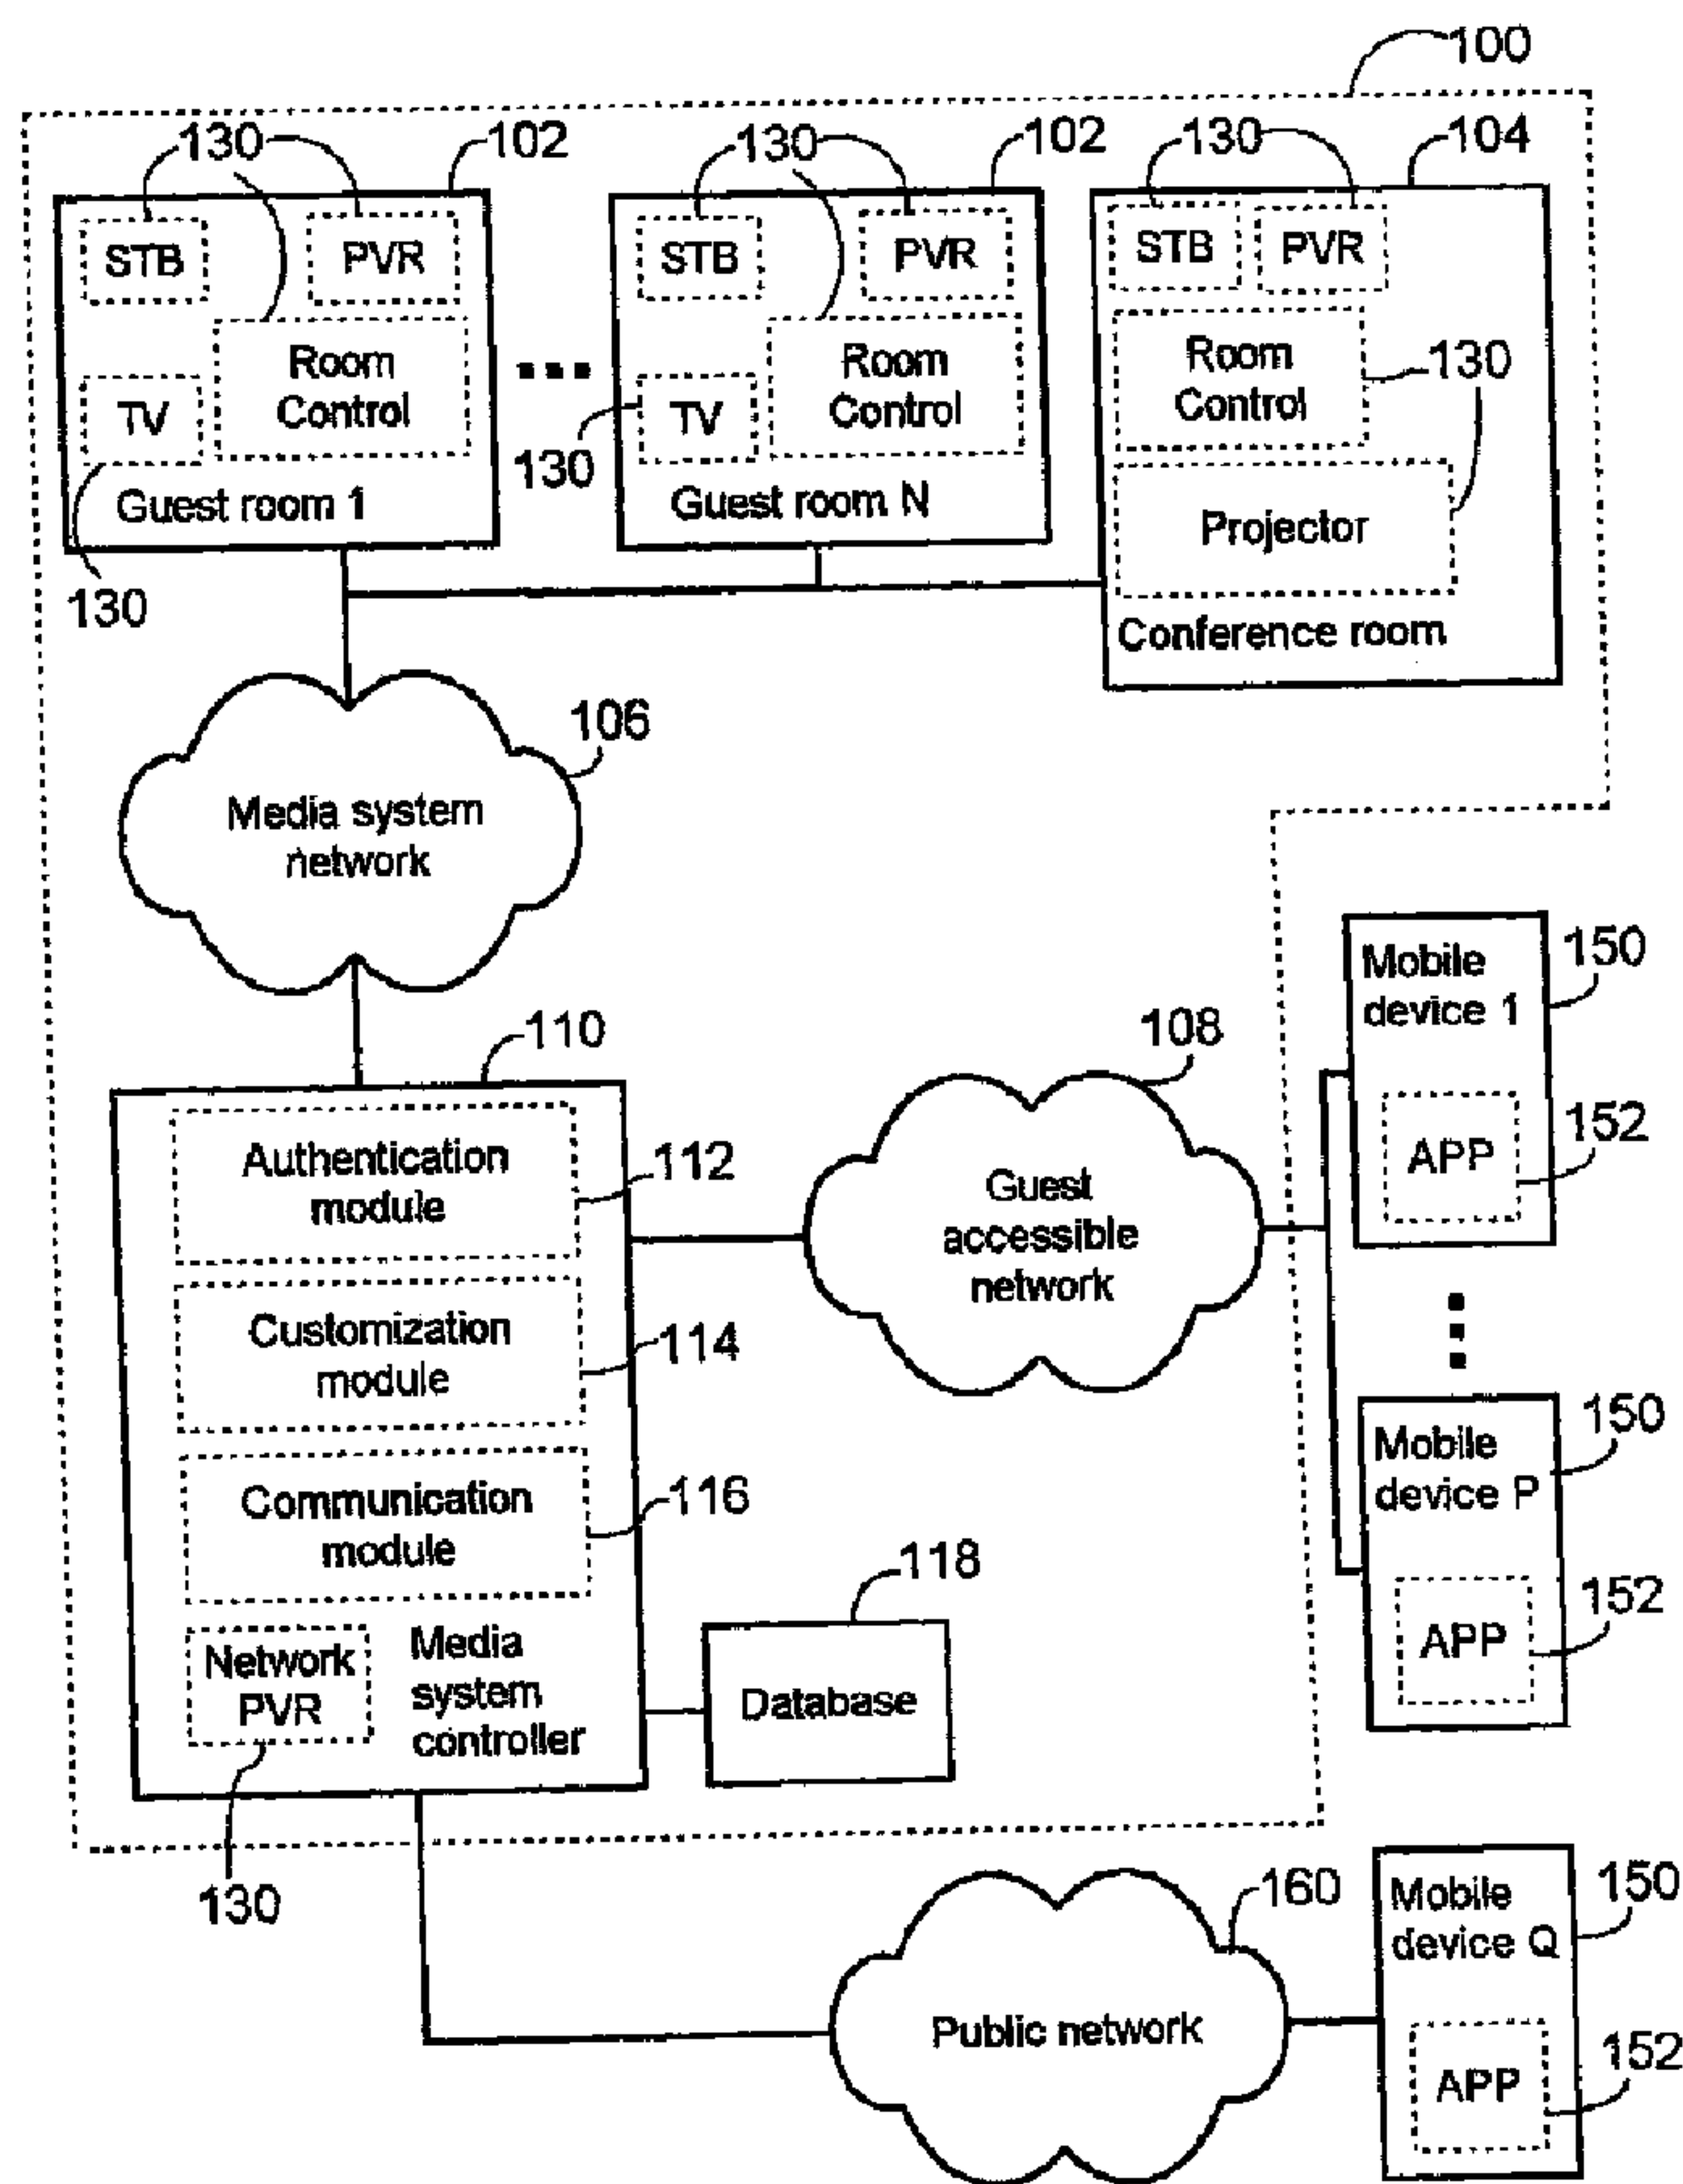 100
130
102
130
102
130
104
STB
PVR
STB
PVR
STB
PVR
Room
Control
TV
Room
Control
TV
Room
Control
130
130
Projector
Guest room 1
Guest room N
130
Conference room
106
Media system
network
110
108
Mobile
device 1
150
APP
152
Authentication
module
112
Guest
accessible
network
Customization
module
114
Mobile
device P
150
Communication
module
116
APP
152
118
Network
PVR
Media
system
controller
Database
130
160
Mobile
device Q
150
Public network
APP
152